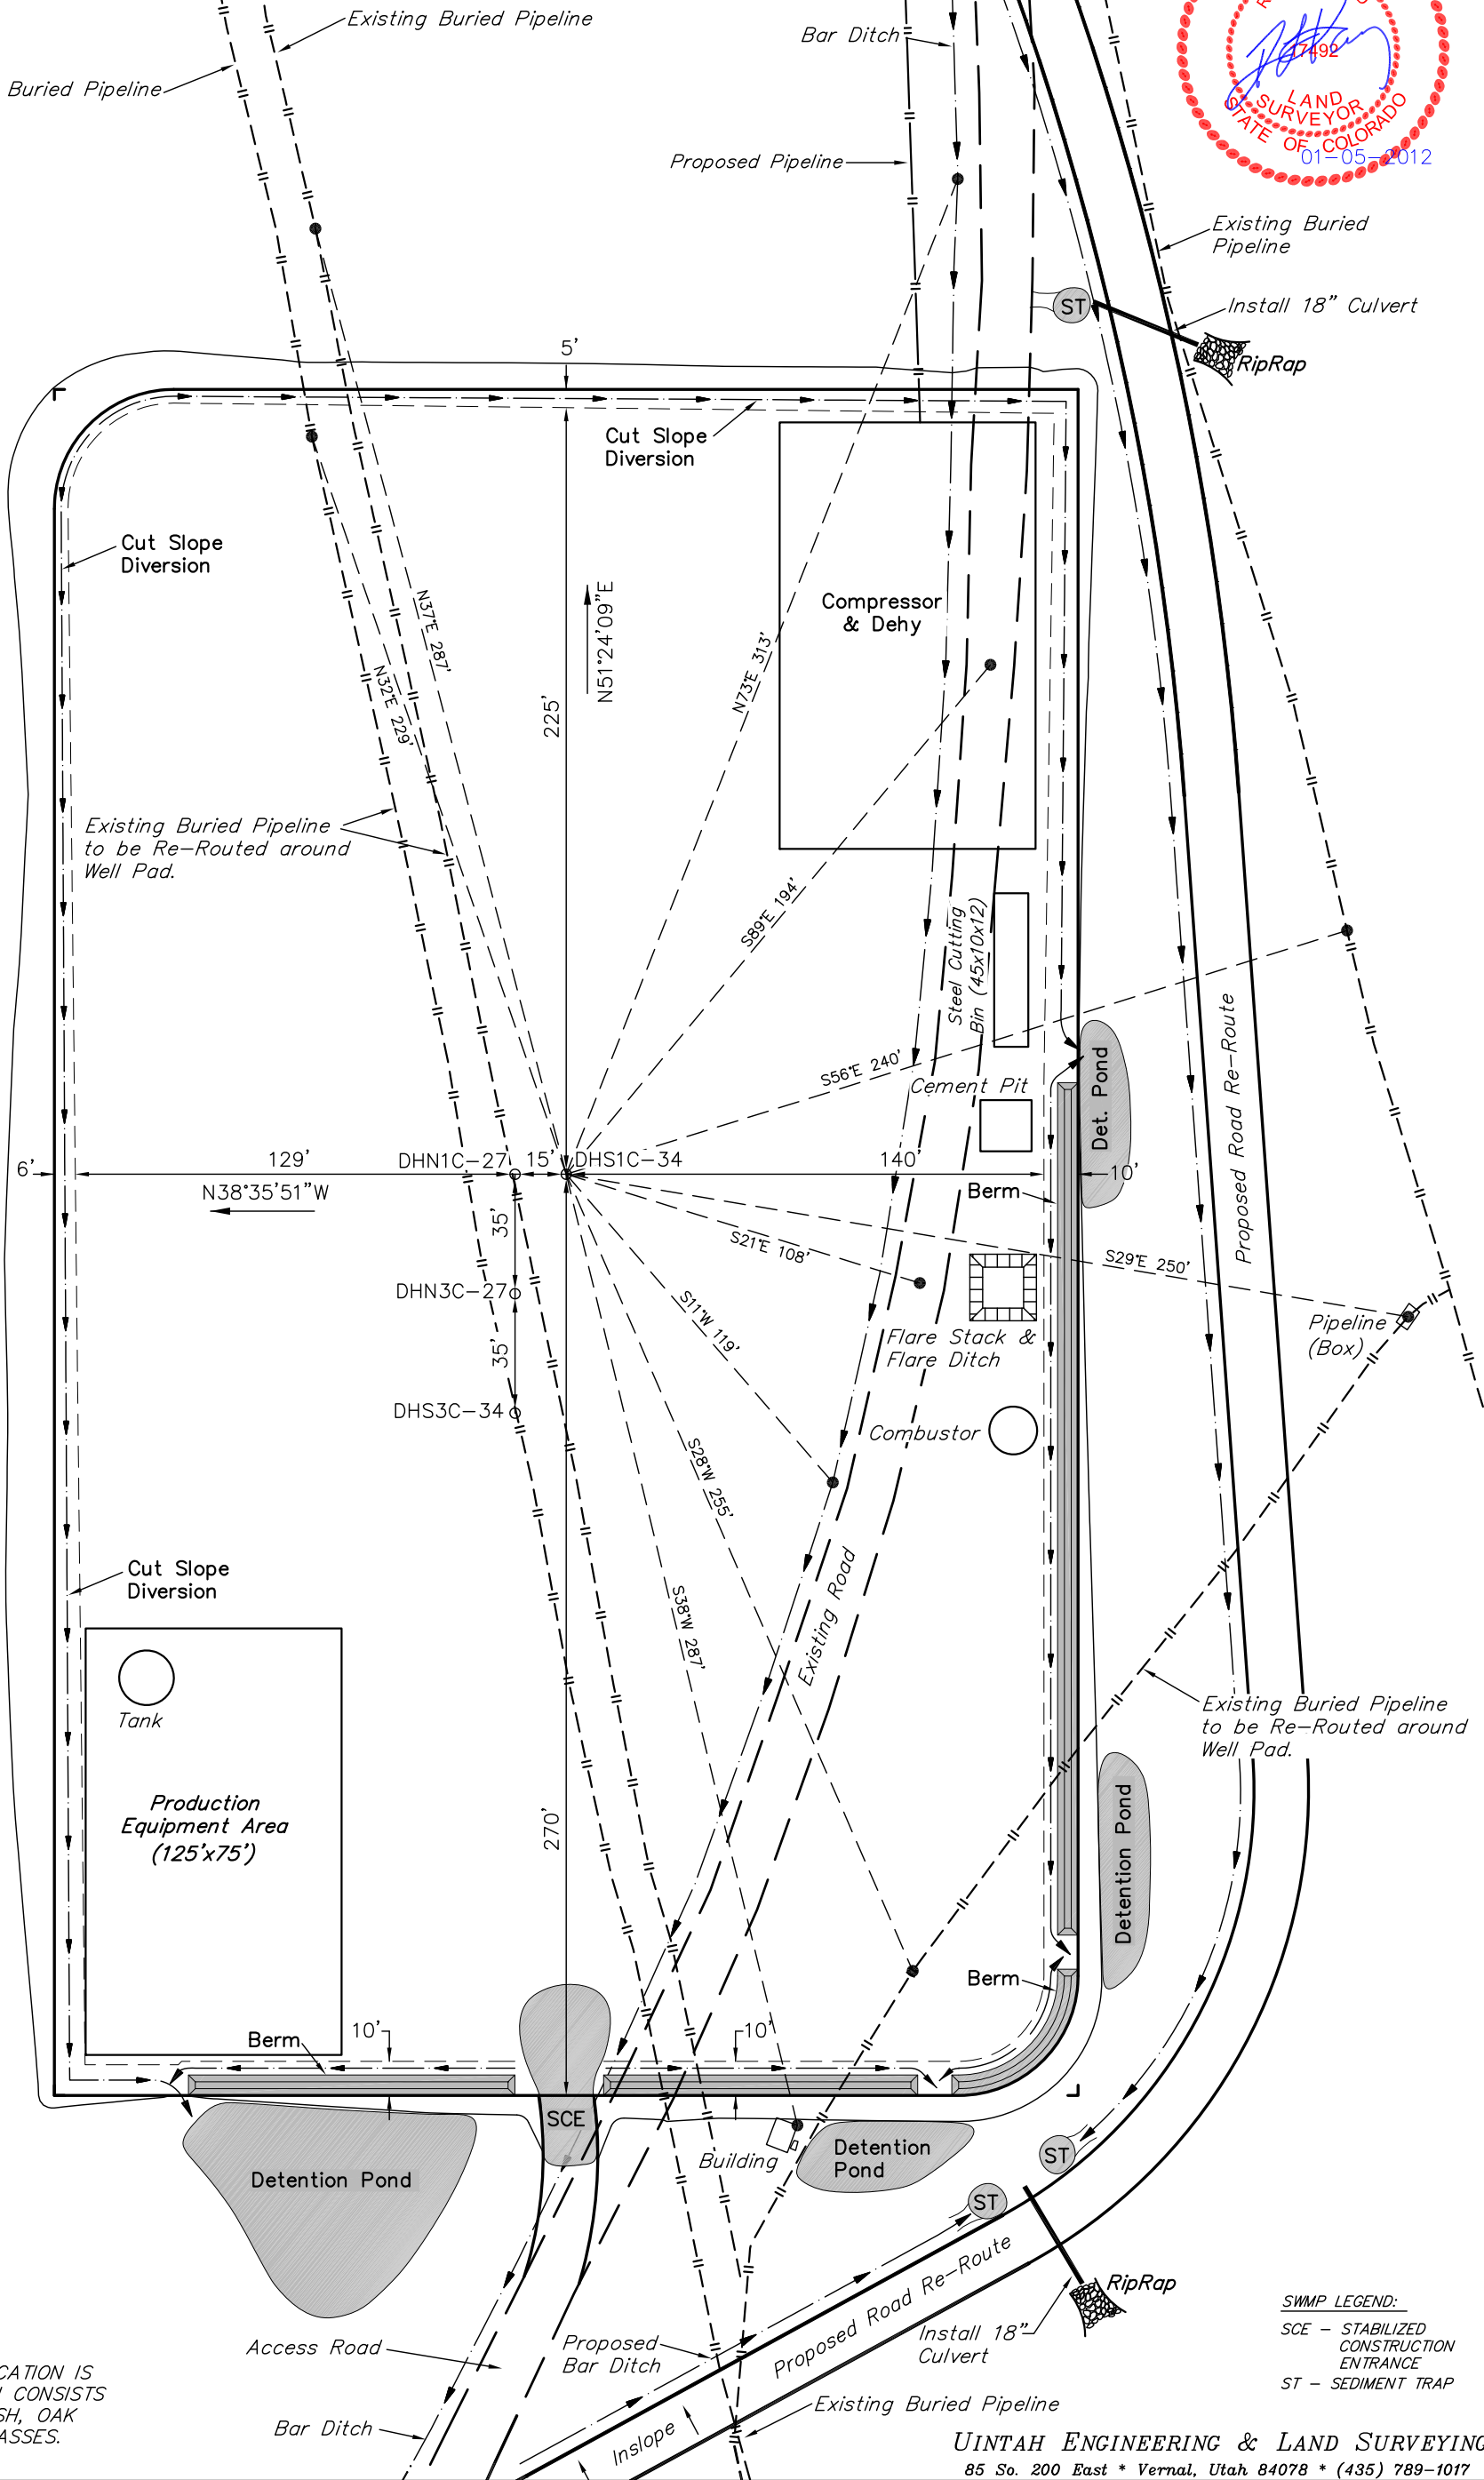 Existing Buried Pipeline
Bar Ditch
17492
LAND
SURVEYOR
STATE OF COLORADO
01-05-2012
Buried Pipeline
Proposed Pipeline
Existing Buried
Pipeline
ST
Install 18" Culvert
RipRap
5'
Cut Slope
Diversion
Cut Slope
Diversion
N37°E 287'
N32°E 229'
225'
N51°24'09"E
N73°E 313'
Compressor
& Dehy
Existing Buried Pipeline
to be Re-Routed around
Well Pad.
S89°E 194'
Steel Cutting
Bin (45x10x12)
S56°E 240'
Cement Pit
Det. Pond
Proposed Road Re-Route
6'
129'
DHN1C-27
15'
DHS1C-34
140'
10'
N38°35'51"W
Berm
35'
S21°E 108'
S29°E 250'
DHN3C-27
S11°W 119'
Flare Stack &
Flare Ditch
Pipeline
(Box)
35'
DHS3C-34
Combustor
S28°W 255'
Cut Slope
Diversion
S38°W 287'
Existing Road
Tank
Existing Buried Pipeline
to be Re-Routed around
Well Pad.
Production
Equipment Area
(125'x75')
270'
Detention Pond
Berm
Berm
10'
10'
SCE
Building
Detention
Pond
ST
Detention Pond
ST
Proposed Road Re-Route
RipRap
Install 18"
Culvert
Access Road
Proposed
Bar Ditch
SWMP LEGEND:
SCE - STABILIZED
CONSTRUCTION
ENTRANCE
ST - SEDIMENT TRAP
CATION IS
CONSISTS
SH, OAK
ASSES.
Bar Ditch
Existing Buried Pipeline
Inslope
UINTAH ENGINEERING & LAND SURVEYING
85 So. 200 East * Vernal, Utah 84078 * (435) 789-1017